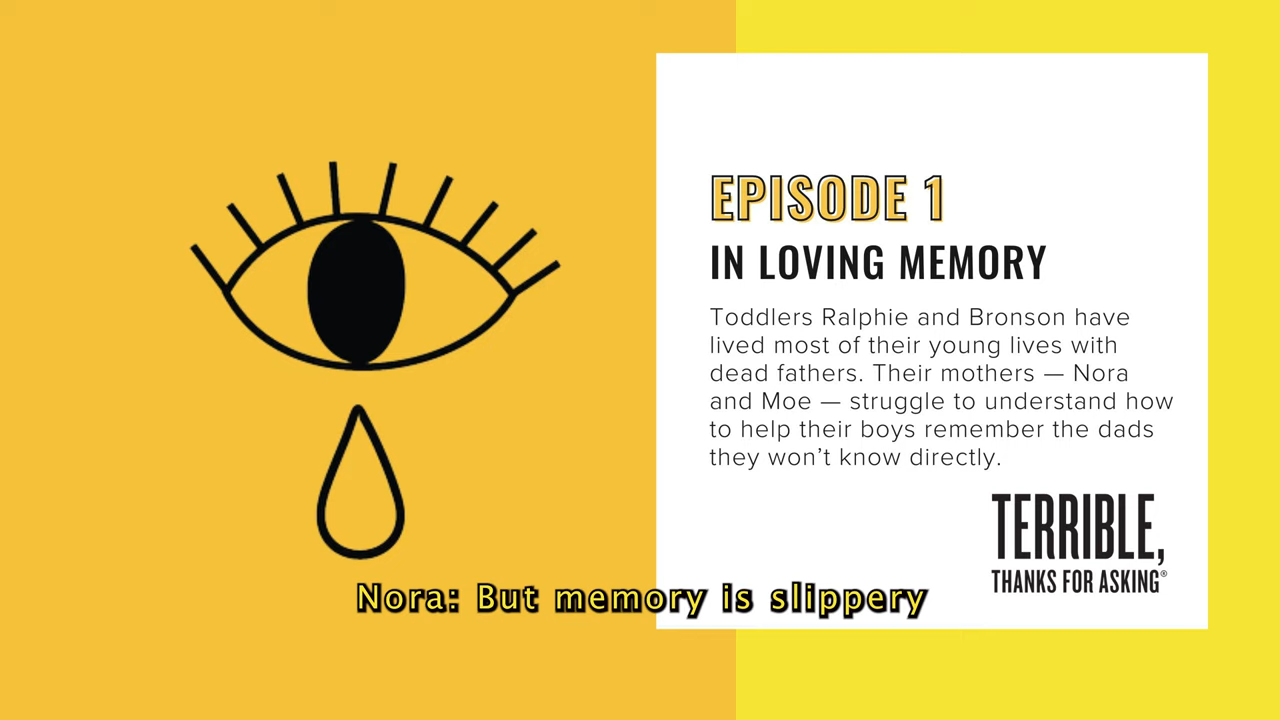 EPISODE 1
IN LOVING MEMORY
Toddlers Ralphie and Bronson have
lived most of their young lives with
dead fathers. Their mothers — Nora
and Moe — struggle to understand how
to help their boys remember the dads
they won’t know directly.
TERRIBLE,
THANKS FOR ASKING®
Nora: But memory is slippery